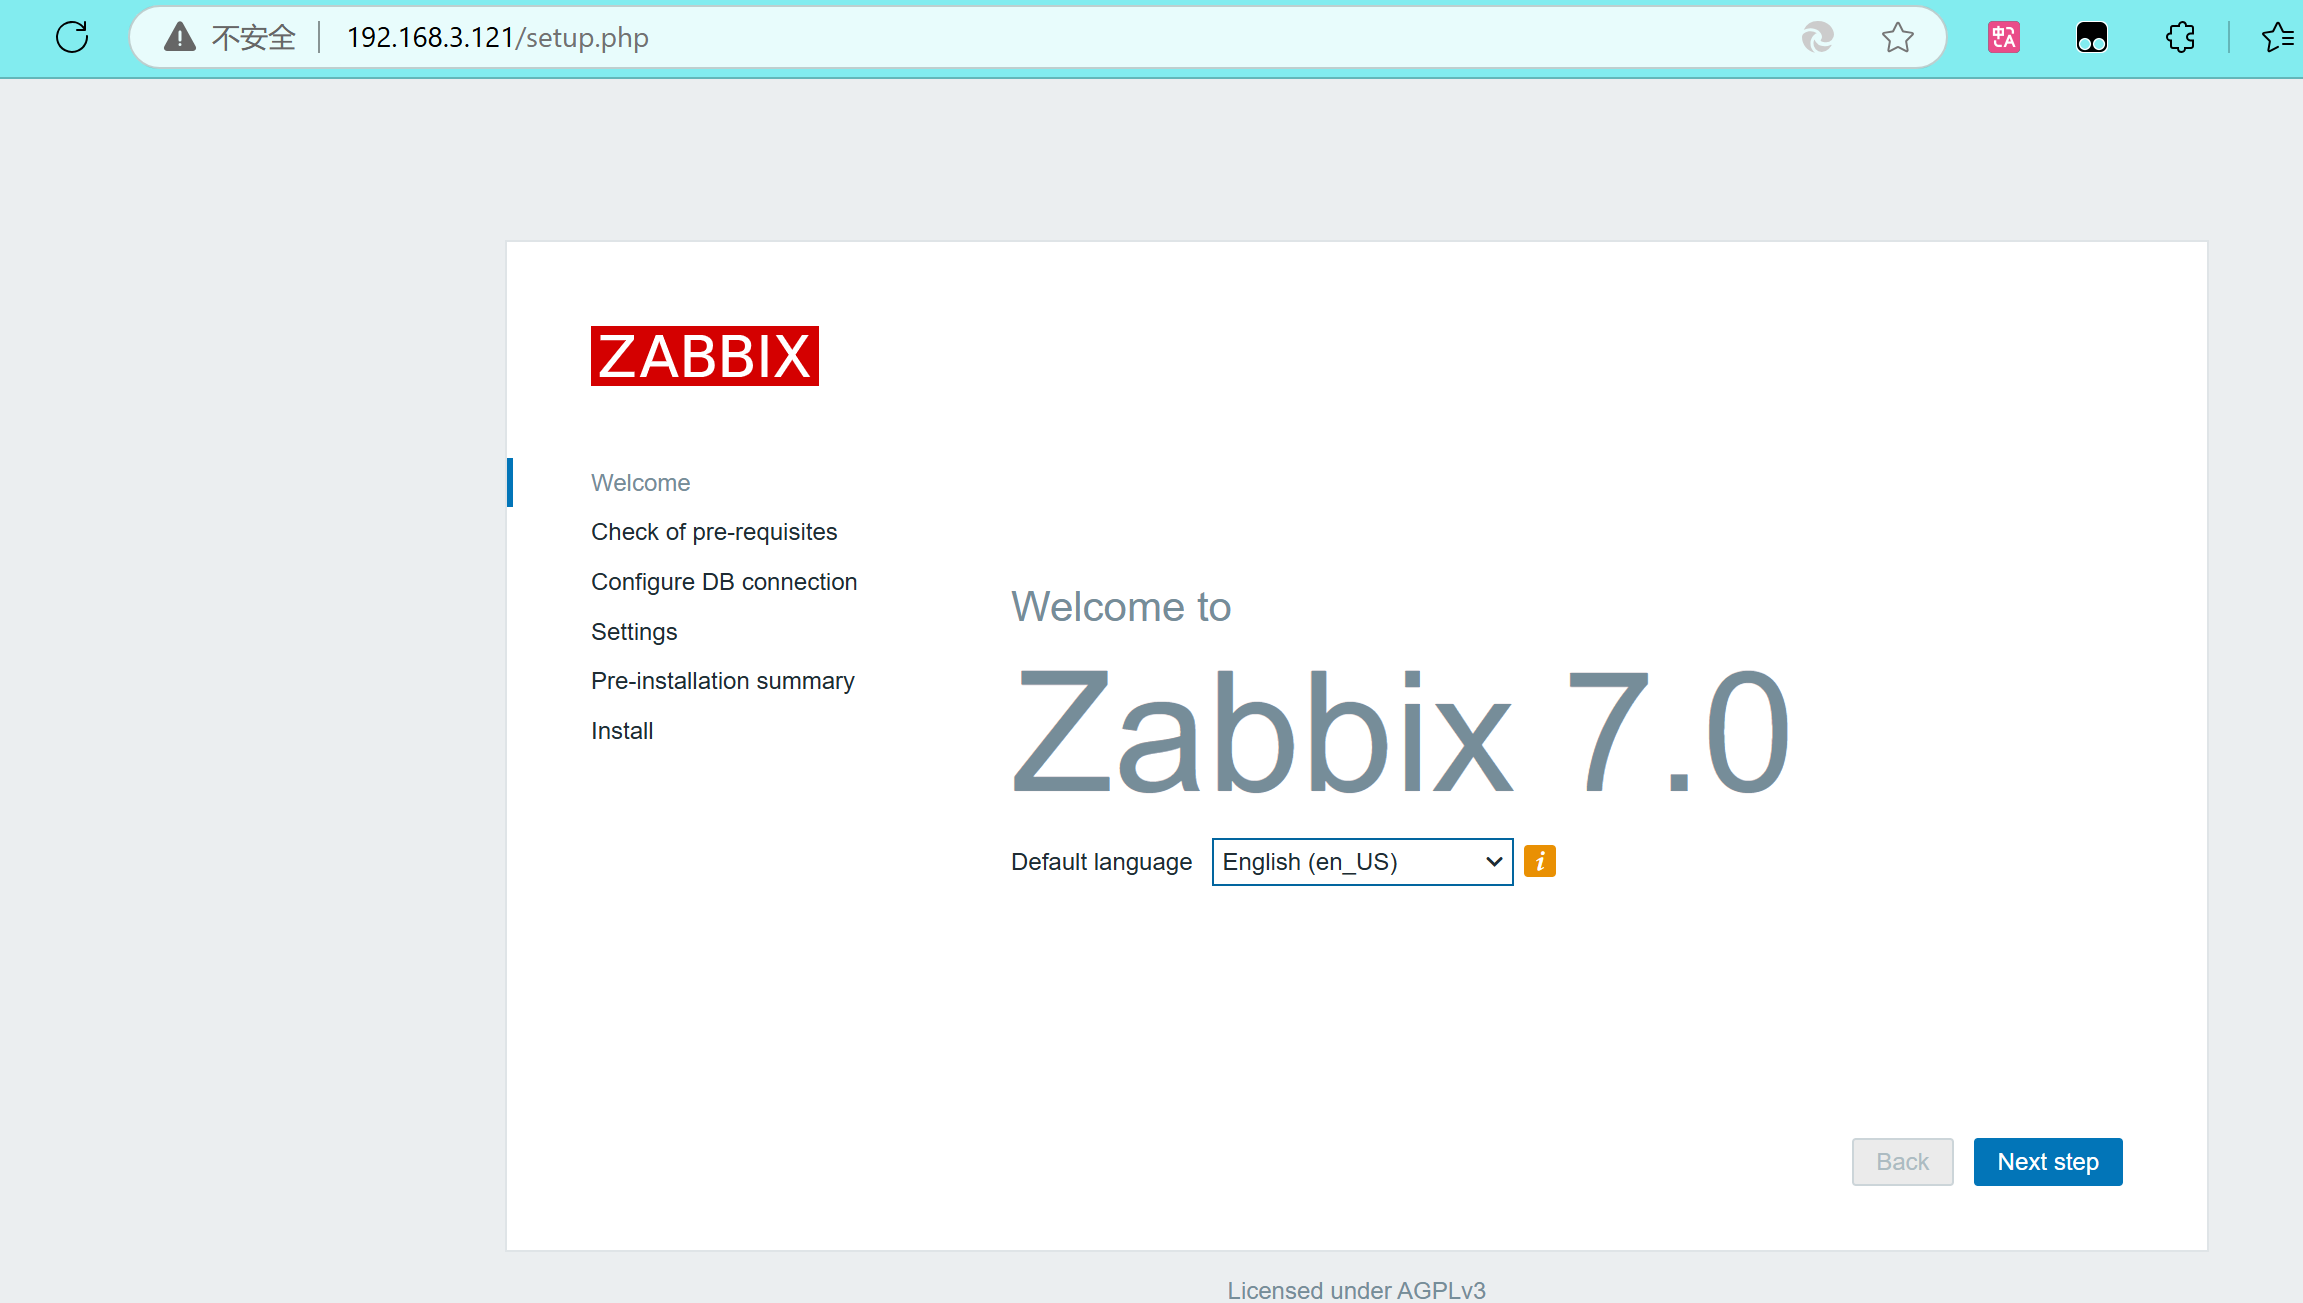 不安全 192.168.3.121/setup.php
ZABBIX
Welcome
Check of pre-requisites
Configure DB connection
Settings
Pre-installation summary
Install
Welcome to
Zabbix 7.0
Default language English (en_US) i
Back Next step
Licensed under AGPLv3